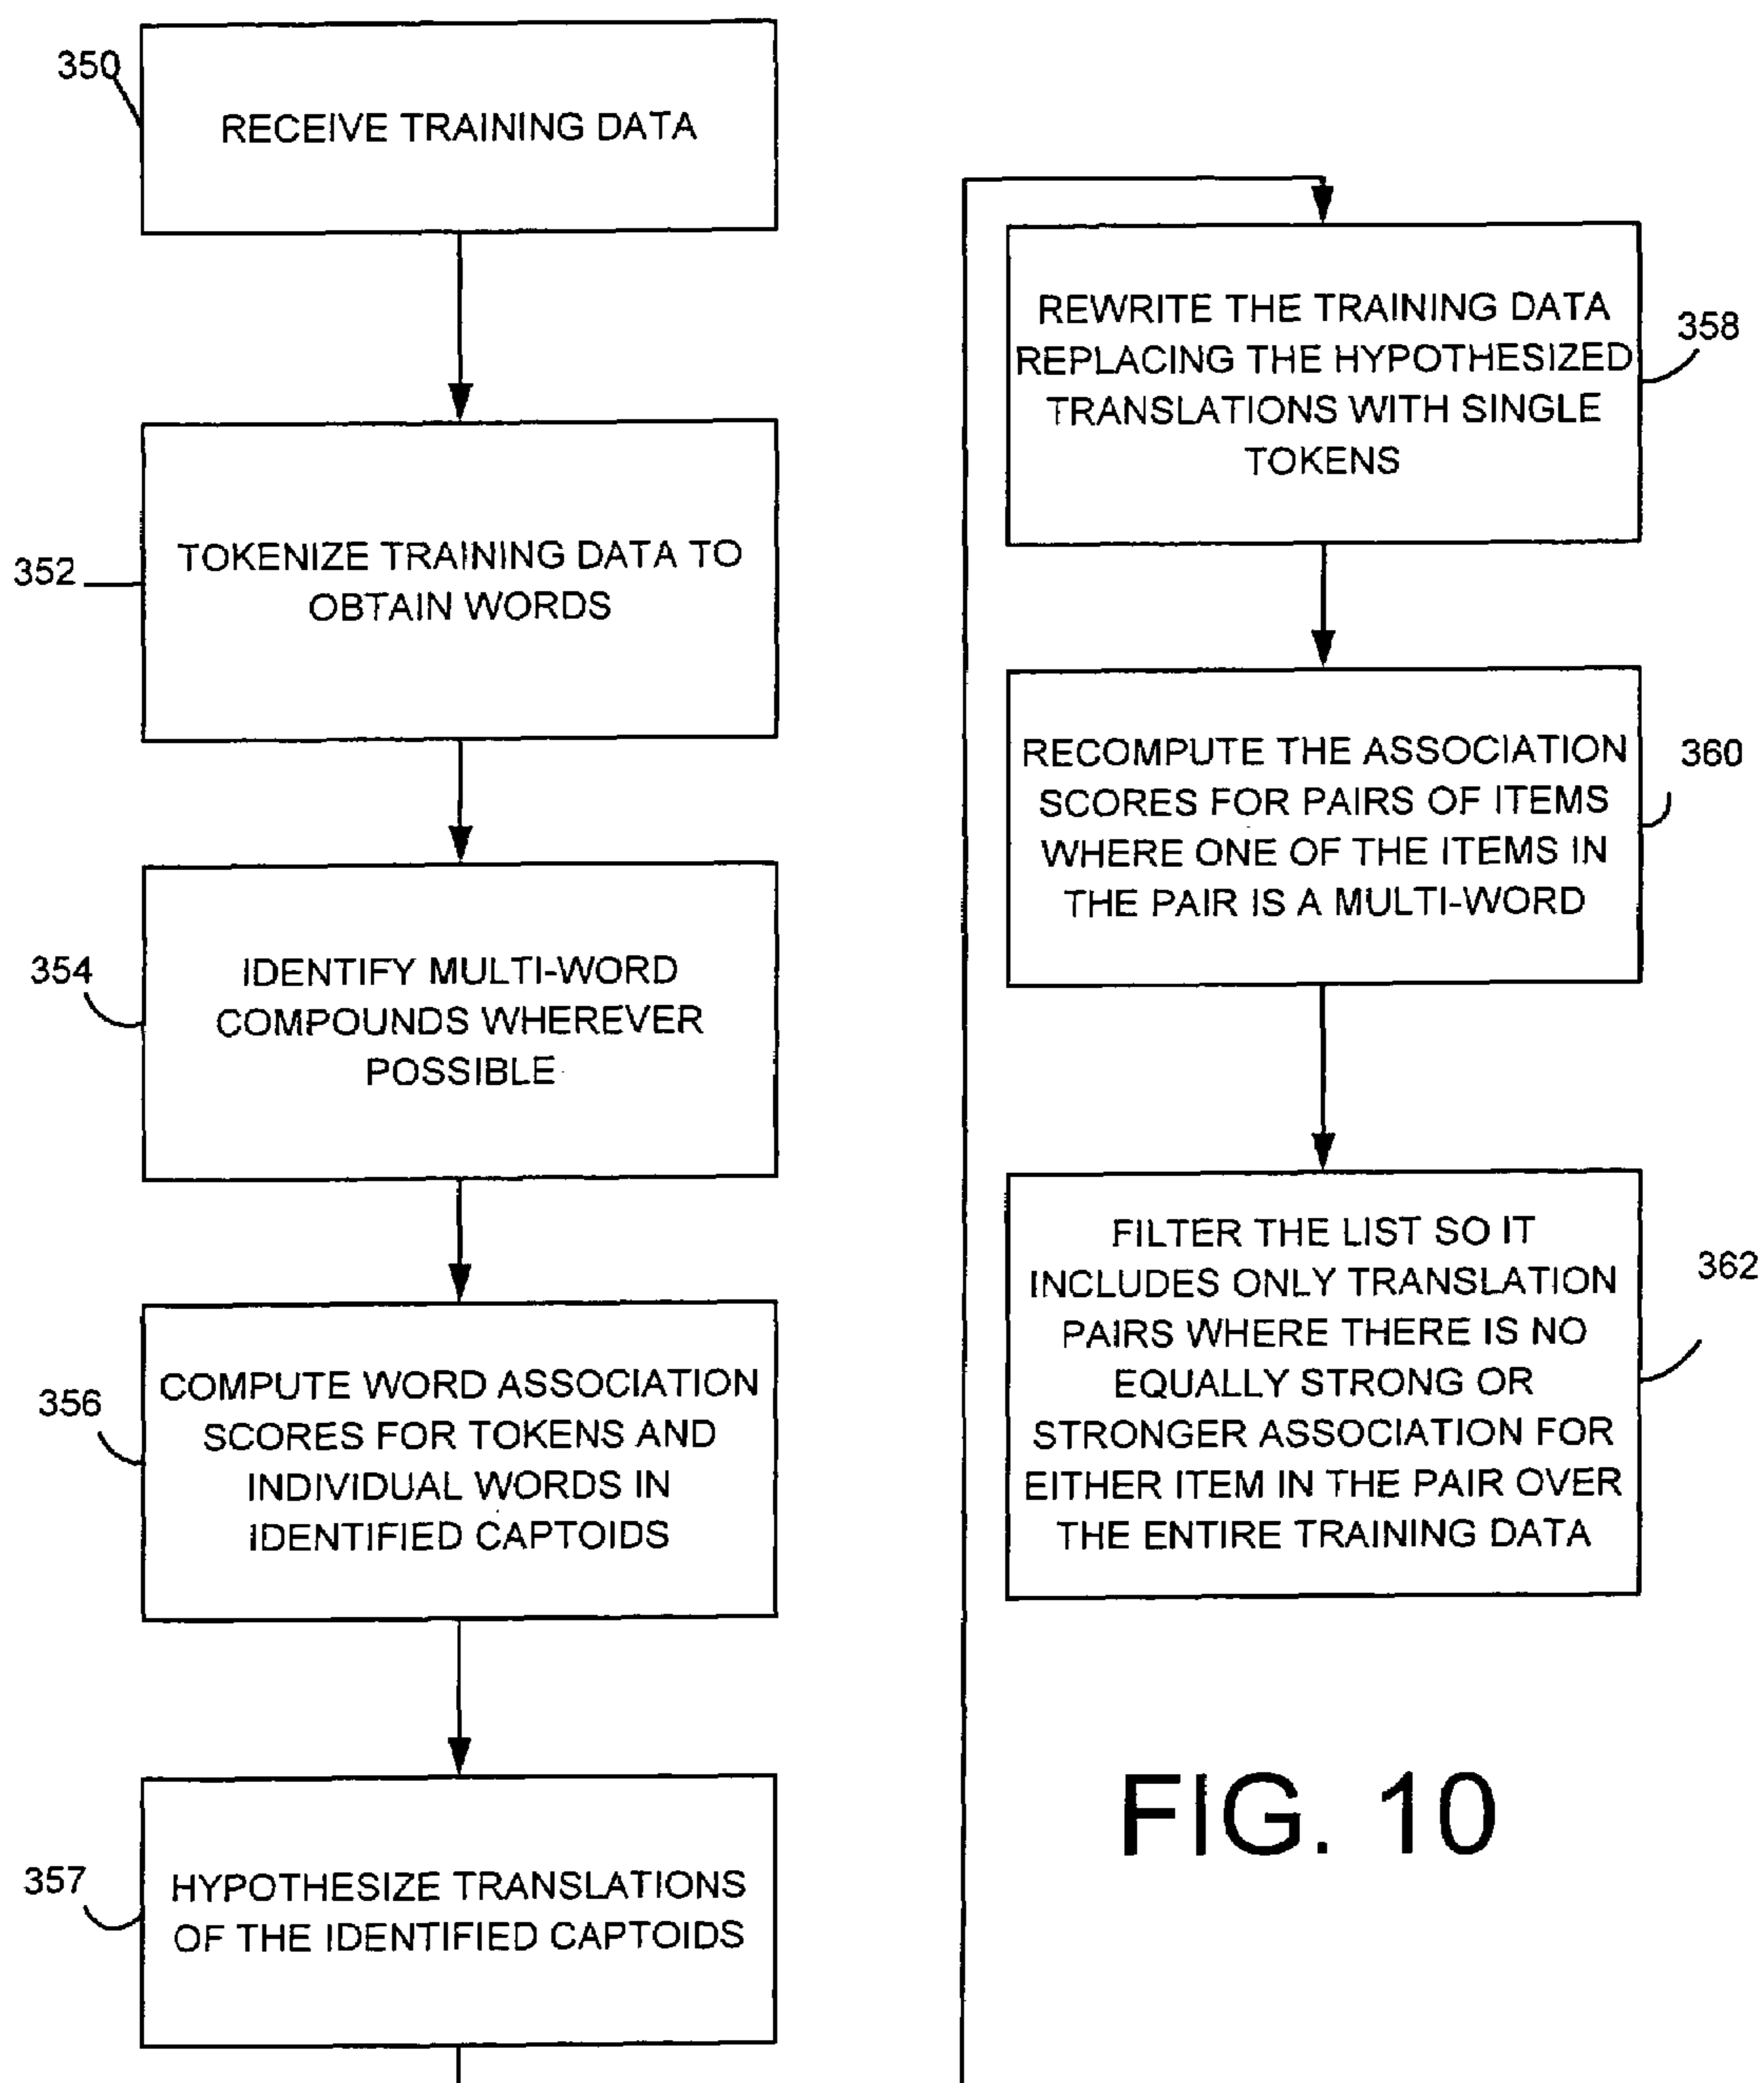 350
RECEIVE TRAINING DATA
352
TOKENIZE TRAINING DATA TO
OBTAIN WORDS
354
IDENTIFY MULTI-WORD
COMPOUNDS WHEREVER
POSSIBLE
356
COMPUTE WORD ASSOCIATION
SCORES FOR TOKENS AND
INDIVIDUAL WORDS IN
IDENTIFIED CAPTOIDS
357
HYPOTHESIZE TRANSLATIONS
OF THE IDENTIFIED CAPTOIDS
REWRITE THE TRAINING DATA
REPLACING THE HYPOTHESIZED
TRANSLATIONS WITH SINGLE
TOKENS
358
RECOMPUTE THE ASSOCIATION
SCORES FOR PAIRS OF ITEMS
WHERE ONE OF THE ITEMS IN
THE PAIR IS A MULTI-WORD
360
FILTER THE LIST SO IT
INCLUDES ONLY TRANSLATION
PAIRS WHERE THERE IS NO
EQUALLY STRONG OR
STRONGER ASSOCIATION FOR
EITHER ITEM IN THE PAIR OVER
THE ENTIRE TRAINING DATA
362
FIG. 10